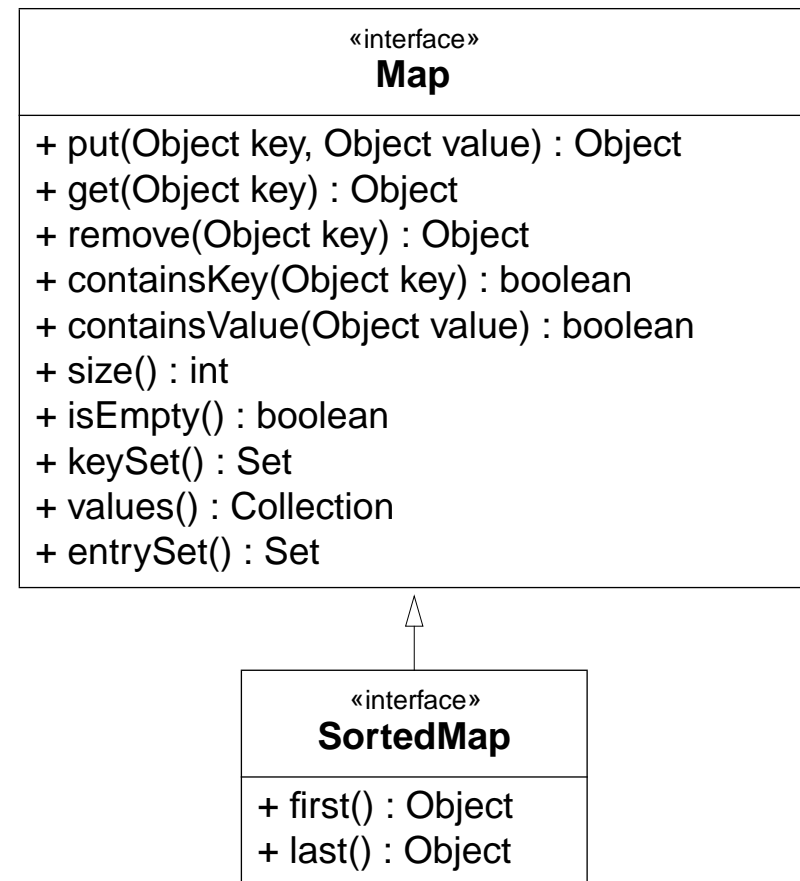 «interface»
Map
+ put(Object key, Object value) : Object
+ get(Object key) : Object
+ remove(Object key) : Object
+ containsKey(Object key) : boolean
+ containsValue(Object value) : boolean
+ size() : int
+ isEmpty() : boolean
+ keySet() : Set
+ values() : Collection
+ entrySet() : Set
«interface»
SortedMap
+ first() : Object
+ last() : Object